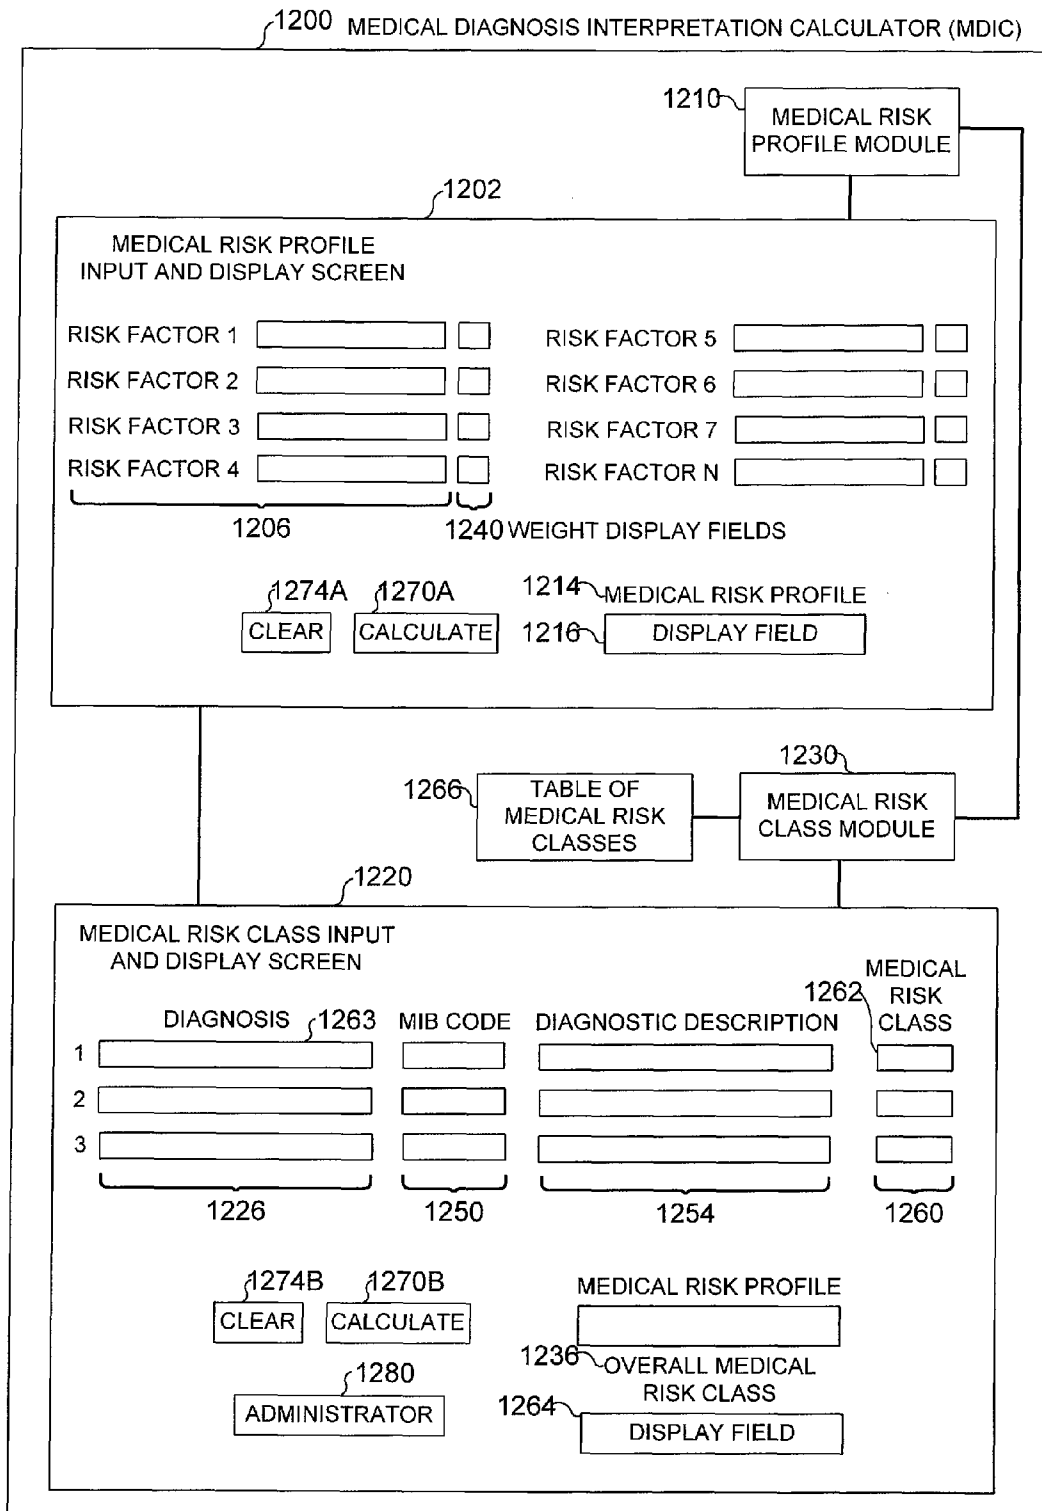 1200 MEDICAL DIAGNOSIS INTERPRETATION CALCULATOR (MDIC)
1210
MEDICAL RISK
PROFILE MODULE
1202
MEDICAL RISK PROFILE
INPUT AND DISPLAY SCREEN
RISK FACTOR 1
RISK FACTOR 2
RISK FACTOR 3
RISK FACTOR 4
RISK FACTOR 5
RISK FACTOR 6
RISK FACTOR 7
RISK FACTOR N
1206
1240 WEIGHT DISPLAY FIELDS
1274A
CLEAR
1270A
CALCULATE
1214
MEDICAL RISK PROFILE
1216
DISPLAY FIELD
1230
1266
TABLE OF
MEDICAL RISK
CLASSES
MEDICAL RISK
CLASS MODULE
1220
MEDICAL RISK CLASS INPUT
AND DISPLAY SCREEN
DIAGNOSIS
1263
MIB CODE
DIAGNOSTIC DESCRIPTION
1262
MEDICAL
RISK
CLASS
1
2
3
1226
1250
1254
1260
1274B
CLEAR
1270B
CALCULATE
MEDICAL RISK PROFILE
1280
ADMINISTRATOR
1236
OVERALL MEDICAL
RISK CLASS
1264
DISPLAY FIELD